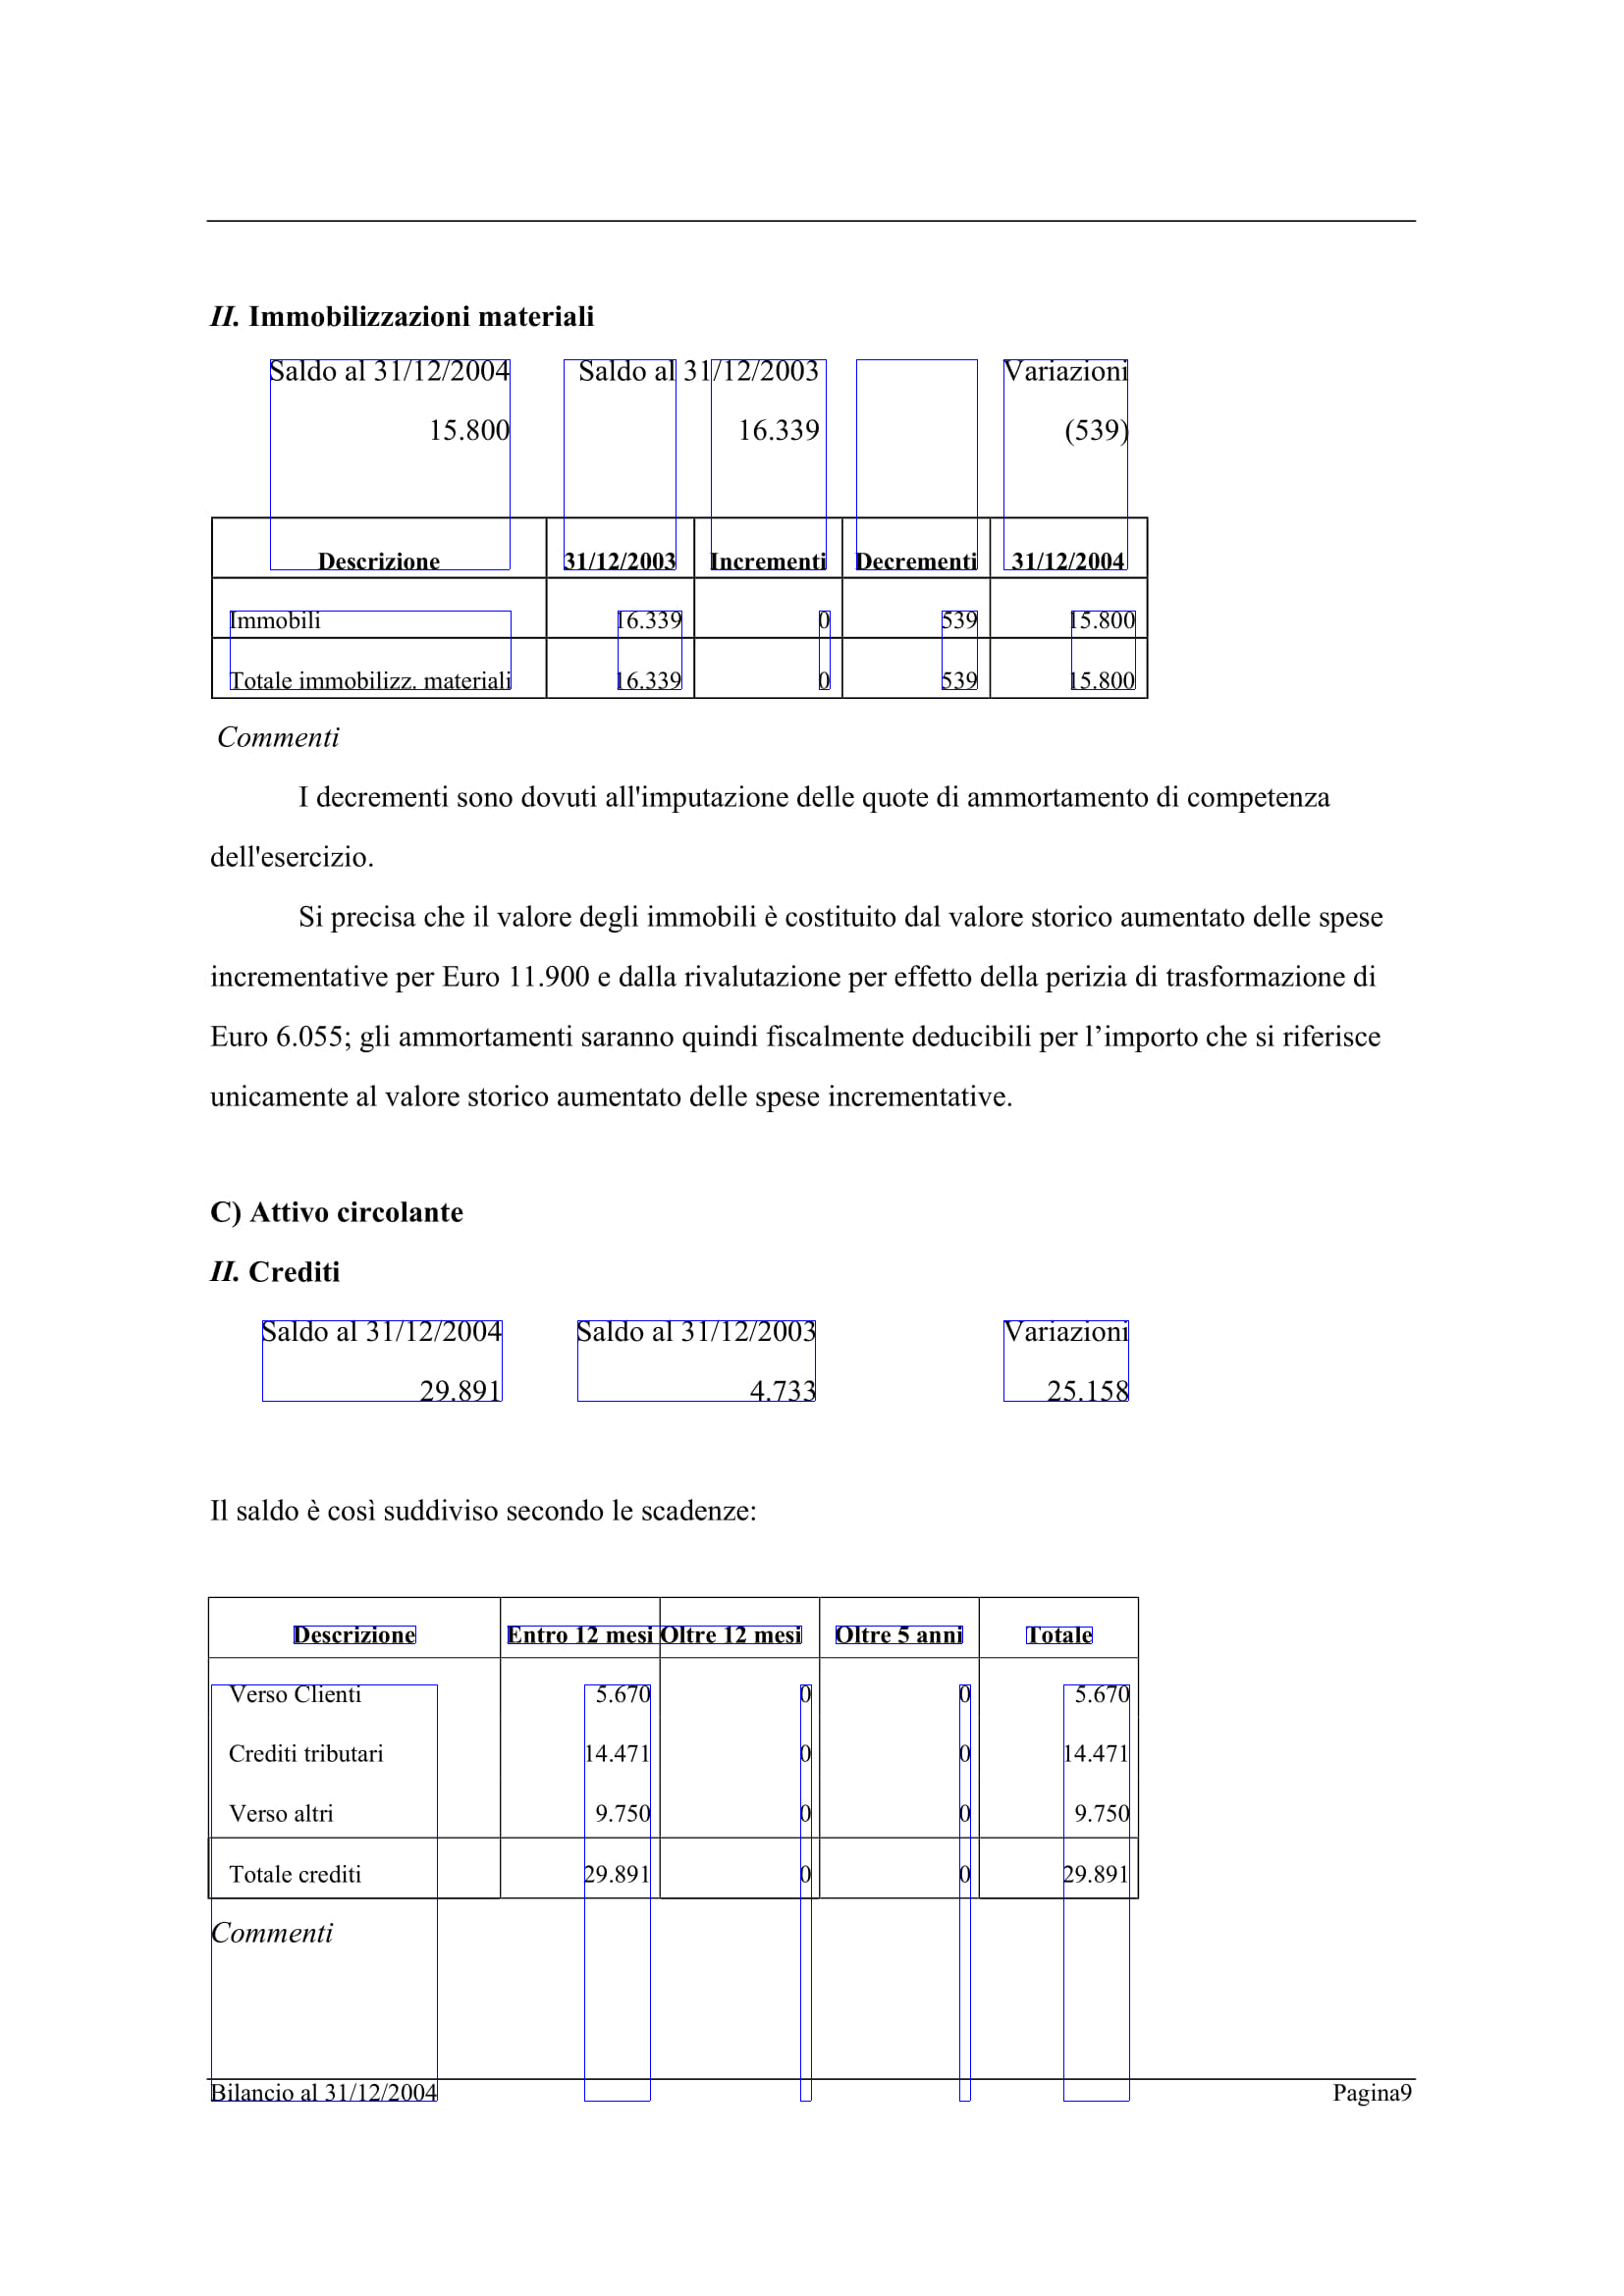 II. Immobilizzazioni materiali
Saldo al 31/12/2004 Saldo al 31/12/2003 Variazioni
15.800 16.339 (539)
Descrizione 31/12/2003 Incrementi Decrementi 31/12/2004
Immobili 16.339 0 539 15.800
Totale immobilizz. materiali 16.339 0 539 15.800
Commenti
I decrementi sono dovuti all'imputazione delle quote di ammortamento di competenza
dell'esercizio.
Si precisa che il valore degli immobili è costituito dal valore storico aumentato delle spese
incrementative per Euro 11.900 e dalla rivalutazione per effetto della perizia di trasformazione di
Euro 6.055; gli ammortamenti saranno quindi fiscalmente deducibili per l’importo che si riferisce
unicamente al valore storico aumentato delle spese incrementative.
C) Attivo circolante
II. Crediti
Saldo al 31/12/2004 Saldo al 31/12/2003 Variazioni
29.891 4.733 25.158
Il saldo è così suddiviso secondo le scadenze:
Descrizione Entro 12 mesi Oltre 12 mesi Oltre 5 anni Totale
Verso Clienti 5.670 0 0 5.670
Crediti tributari 14.471 0 0 14.471
Verso altri 9.750 0 0 9.750
Totale crediti 29.891 0 0 29.891
Commenti
Bilancio al 31/12/2004 Pagina9